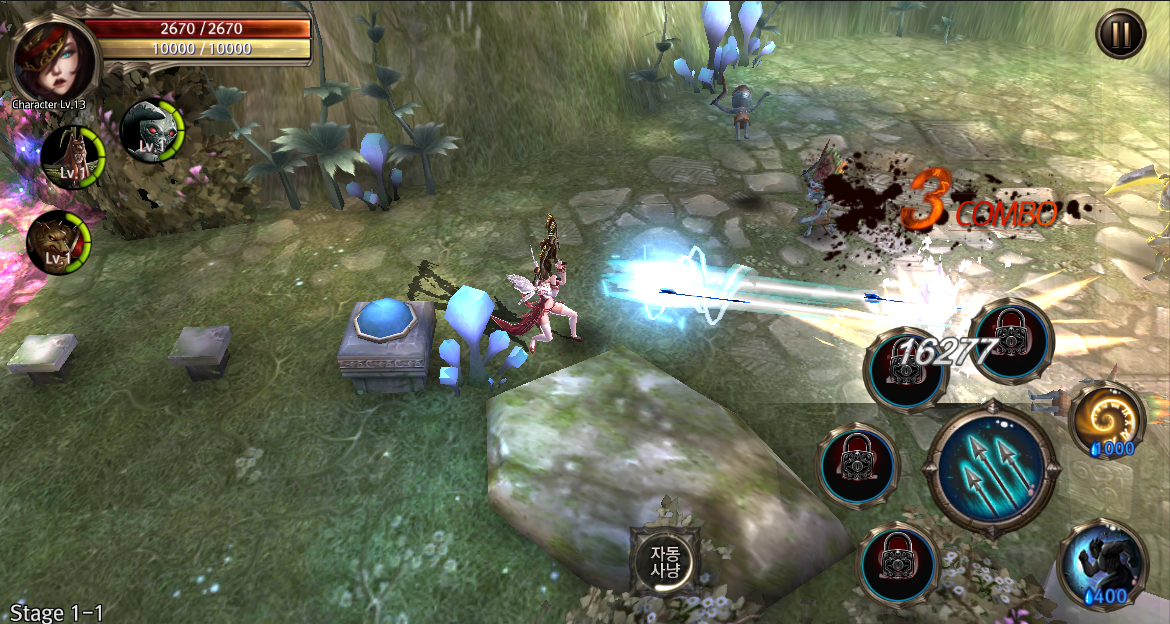 2670 / 2670
10000 / 10000
Character Lv.13
Lv.1
Lv.1
Lv.1
3 COMBO
16277
1000
자동
사냥
400
Stage 1-1